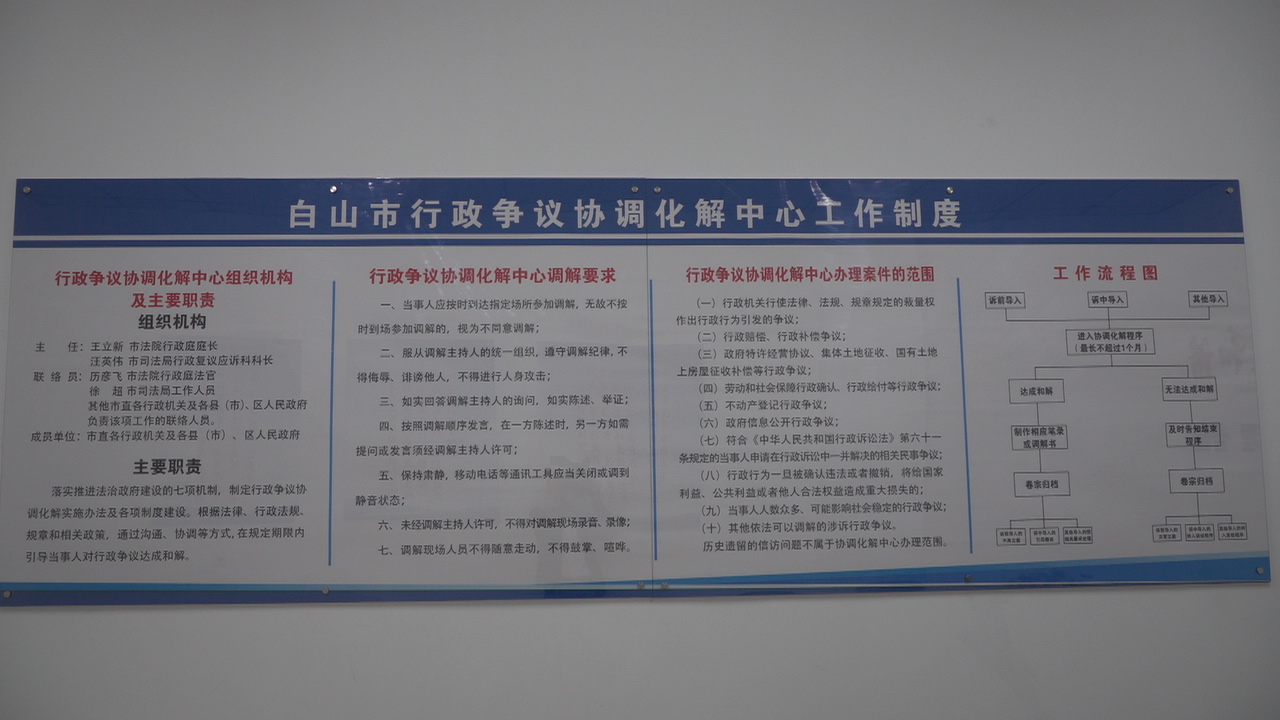 白山市行政争议协调化解中心工作制度
行政争议协调化解中心组织机构
及主要职责
组织机构
主　　任：王立新 市法院行政庭庭长
汪英伟 市司法局行政复议应诉科科长
联 络 员：历彦飞 市法院行政庭法官
徐　超 市司法局工作人员
其他市直各行政机关及各县（市）、区人民政府
负责该项工作的联络人员。
成员单位：市直各行政机关及各县（市）、区人民政府
主要职责
落实推进法治政府建设的七项机制，制定行政争议协
调化解实施办法及各项制度建设。根据法律、行政法规、
规章和相关政策，通过沟通、协调等方式,在规定期限内
引导当事人对行政争议达成和解。
行政争议协调化解中心调解要求
一、当事人应按时到达指定场所参加调解，无故不按
时到场参加调解的，视为不同意调解；
二、服从调解主持人的统一组织，遵守调解纪律,不
得侮辱、诽谤他人，不得进行人身攻击；
三、如实回答调解主持人的询问，如实陈述、举证；
四、按照调解顺序发言，在一方陈述时，另一方如需
提问或发言须经调解主持人许可；
五、保持肃静，移动电话等通讯工具应当关闭或调到
静音状态；
六、未经调解主持人许可，不得对调解现场录音、录像；
七、调解现场人员不得随意走动，不得鼓掌、喧哗。
行政争议协调化解中心办理案件的范围
（一）行政机关行使法律、法规、规章规定的裁量权
作出行政行为引发的争议；
（二）行政赔偿、行政补偿争议；
（三）政府特许经营协议、集体土地征收、国有土地
上房屋征收补偿等行政争议；
（四）劳动和社会保障行政确认、行政给付等行政争议；
（五）不动产登记行政争议；
（六）政府信息公开行政争议；
（七）符合《中华人民共和国行政诉讼法》第六十一
条规定的当事人申请在行政诉讼中一并解决的相关民事争议；
（八）行政行为一旦被确认违法或者撤销，将给国家
利益、公共利益或者他人合法权益造成重大损失的；
（九）当事人人数众多、可能影响社会稳定的行政争议；
（十）其他依法可以调解的涉诉行政争议。
历史遗留的信访问题不属于协调化解中心办理范围。
工作流程图
诉前导入
诉中导入
其他导入
进入协调化解程序
（最长不超过1个月）
达成和解
无法达成和解
制作相应笔录
或调解书
及时告知结束
程序
卷宗归档
卷宗归档